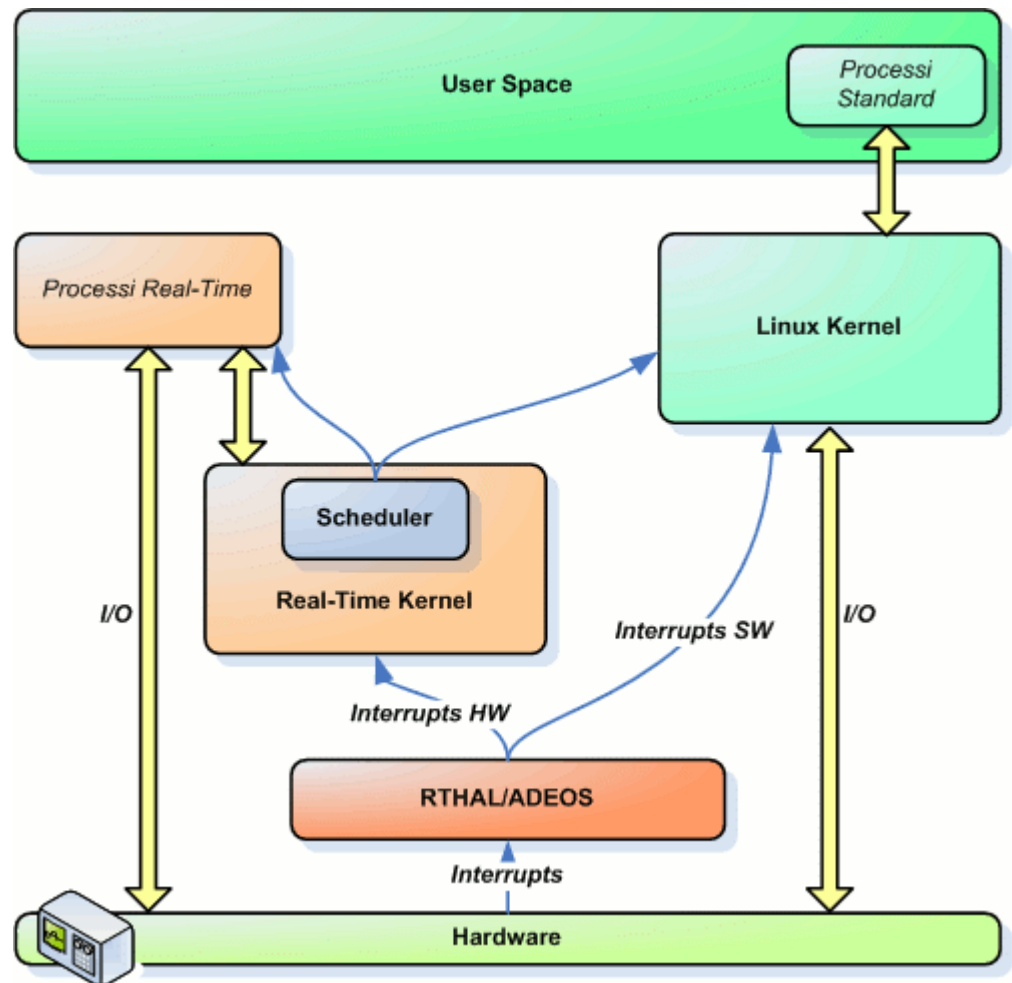 User Space
Processi
Standard
Processi Real-Time
Linux Kernel
Scheduler
Real-Time Kernel
I/O
Interrupts SW
I/O
Interrupts HW
RTHAL/ADEOS
Interrupts
Hardware